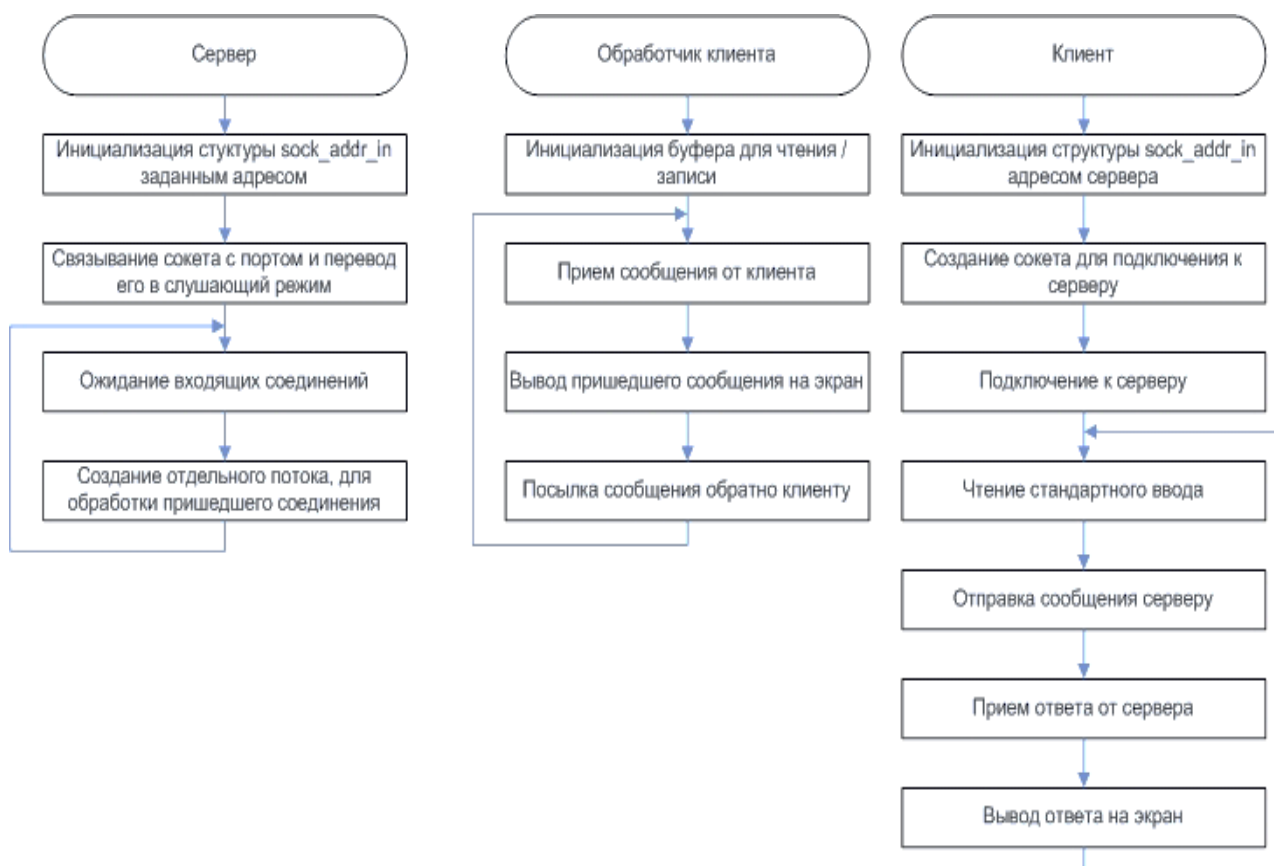 Сервер
Инициализация стуктуры sock_addr_in
заданным адресом
Связывание сокета с портом и перевод
его в слушающий режим
Ожидание входящих соединений
Создание отдельного потока, для
обработки пришедшего соединения
Обработчик клиента
Инициализация буфера для чтения /
записи
Прием сообщения от клиента
Вывод пришедшего сообщения на экран
Посылка сообщения обратно клиенту
Клиент
Инициализация структуры sock_addr_in
адресом сервера
Создание сокета для подключения к
серверу
Подключение к серверу
Чтение стандартного ввода
Отправка сообщения серверу
Прием ответа от сервера
Вывод ответа на экран